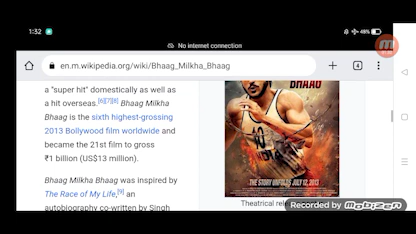 1:32
48%
No internet connection
en.m.wikipedia.org/wiki/Bhaag_Milkha_Bhaag
4
a "super hit" domestically as well as
a hit overseas.[6][7][8] Bhaag Milkha
Bhaag is the sixth highest-grossing
2013 Bollywood film worldwide and
became the 21st film to gross
₹1 billion (US$13 million).
Bhaag Milkha Bhaag was inspired by
The Race of My Life,[9] an
autobiography co-written by Singh
THE STORY UNFOLDS JULY 12, 2013
Theatrical rele
Recorded by mobizen